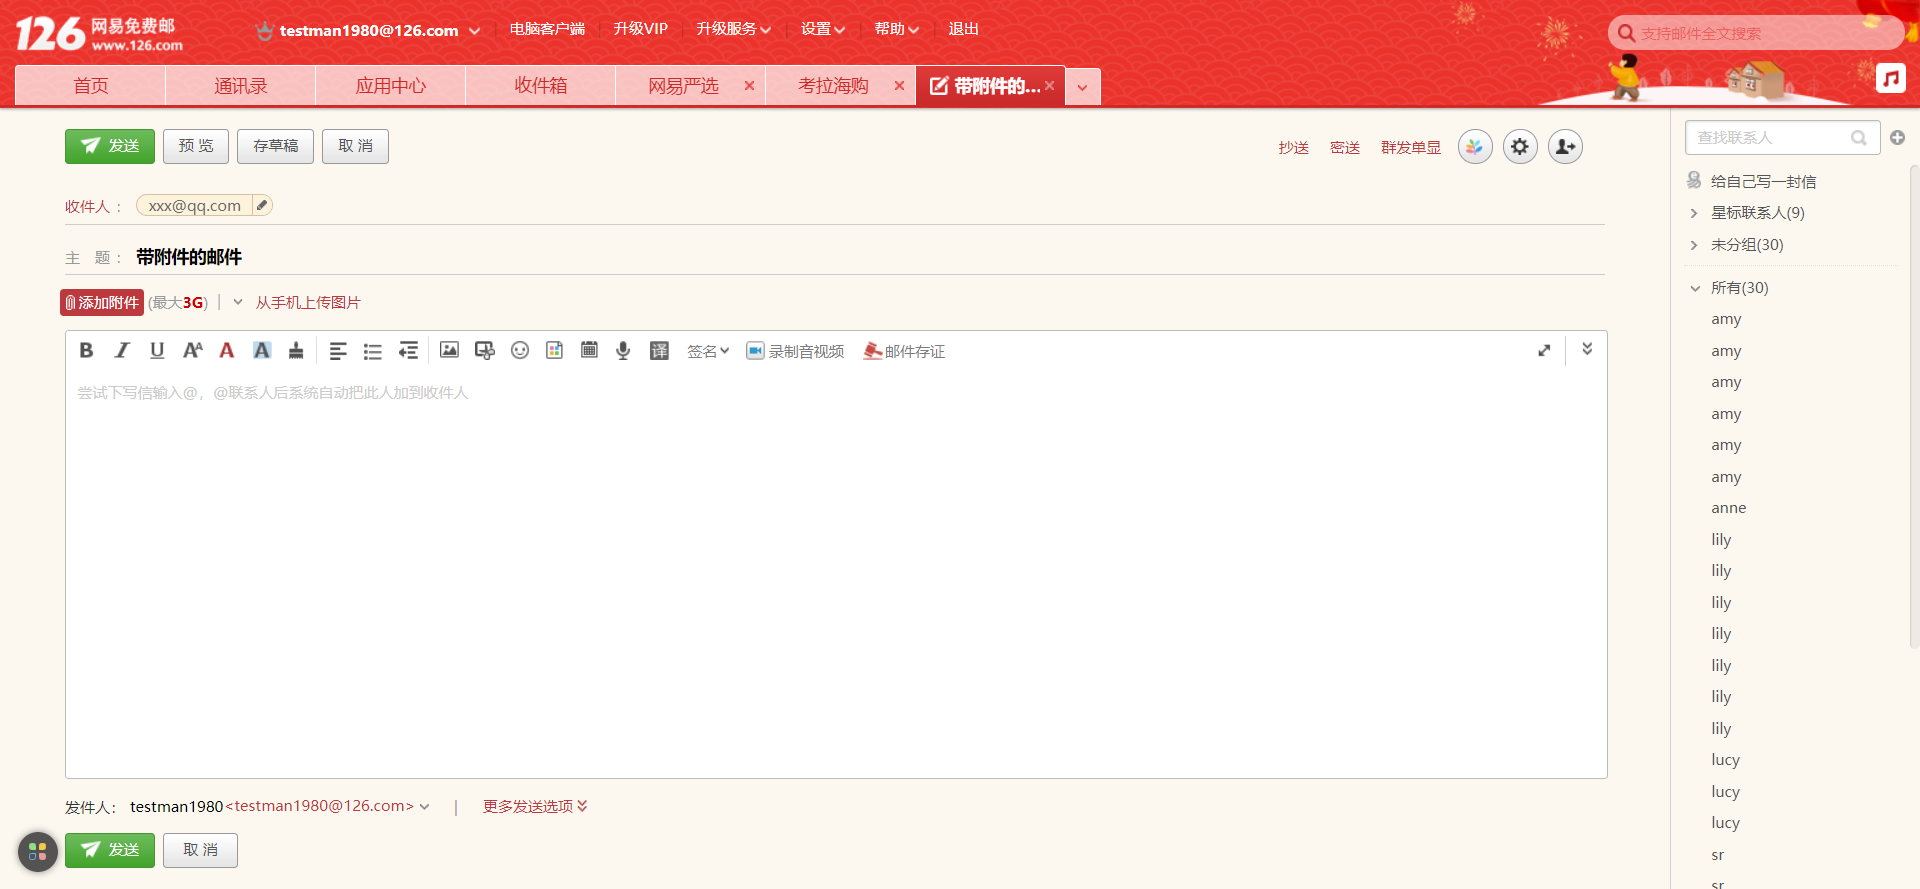 126 网易免费邮
www.126.com
testman1980@126.com 电脑客户端 升级VIP 升级服务 设置 帮助 退出
支持邮件全文搜索
首页 通讯录 应用中心 收件箱 网易严选 考拉海购 带附件的...
发送 预 览 存草稿 取 消
抄送 密送 群发单显
收件人： xxx@qq.com
主 题： 带附件的邮件
添加附件 (最大3G) | 从手机上传图片
签名 录制音视频 邮件存证
尝试下写信输入@，@联系人后系统自动把此人加到收件人
发件人： testman1980<testman1980@126.com> | 更多发送选项
发送 取 消
查找联系人
给自己写一封信
星标联系人(9)
未分组(30)
所有(30)
amy
amy
amy
amy
amy
amy
anne
lily
lily
lily
lily
lily
lily
lily
lucy
lucy
lucy
sr
sr